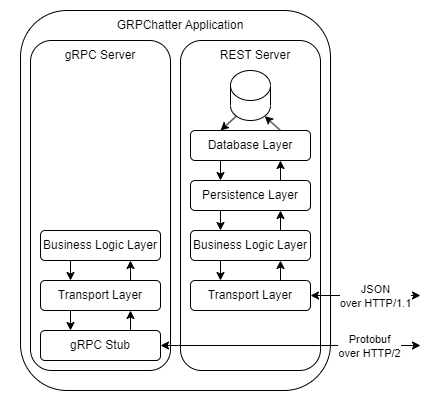 GRPChatter Application
gRPC Server
REST Server
Database Layer
Persistence Layer
Business Logic Layer
Business Logic Layer
Transport Layer
Transport Layer
JSON
over HTTP/1.1
gRPC Stub
Protobuf
over HTTP/2